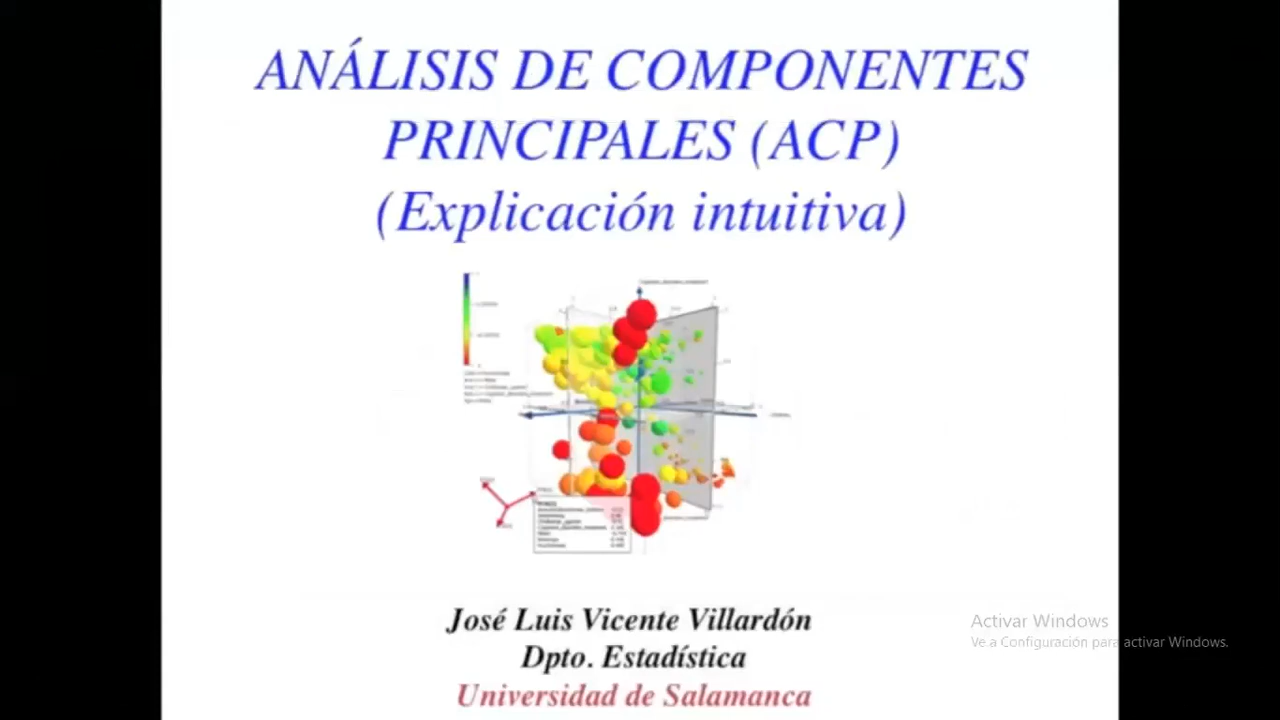 ANÁLISIS DE COMPONENTES
PRINCIPALES (ACP)
(Explicación intuitiva)
José Luis Vicente Villardón
Dpto. Estadística
Universidad de Salamanca
Activar Windows
Ve a Configuración para activar Windows.